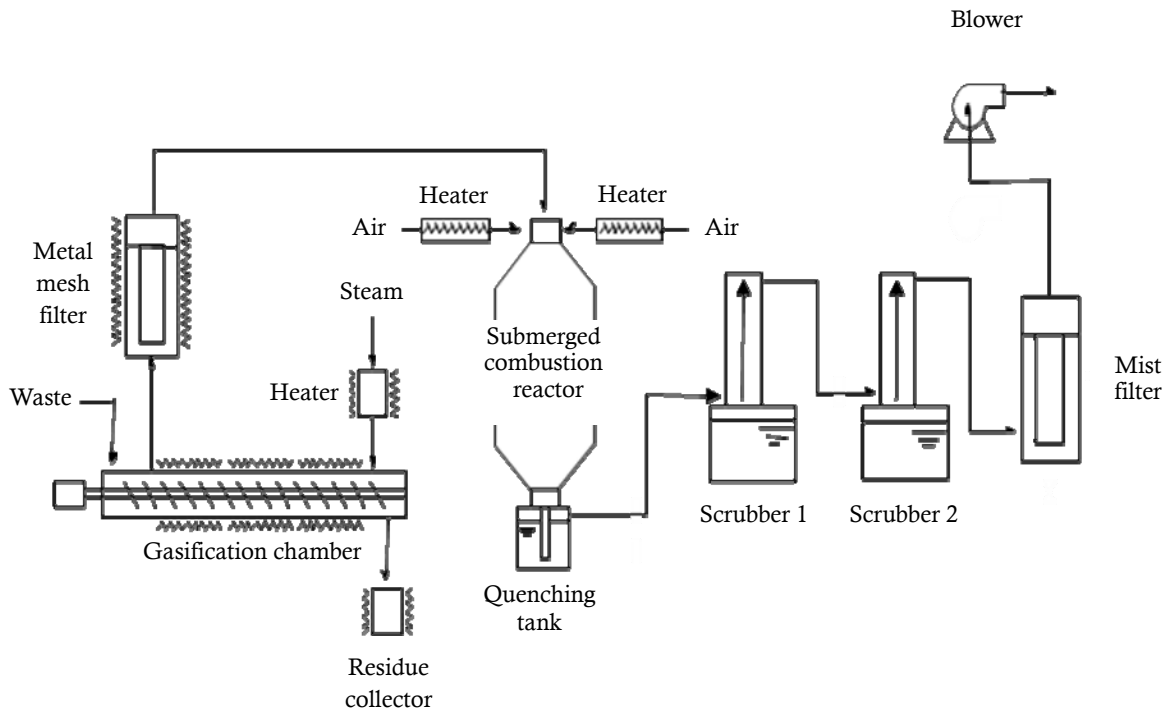 Blower
Heater
Heater
Air
Air
Metal
mesh
filter
Steam
Submerged
combustion
reactor
Heater
Mist
filter
Waste
Scrubber 1
Scrubber 2
Gasification chamber
Quenching
tank
Residue
collector